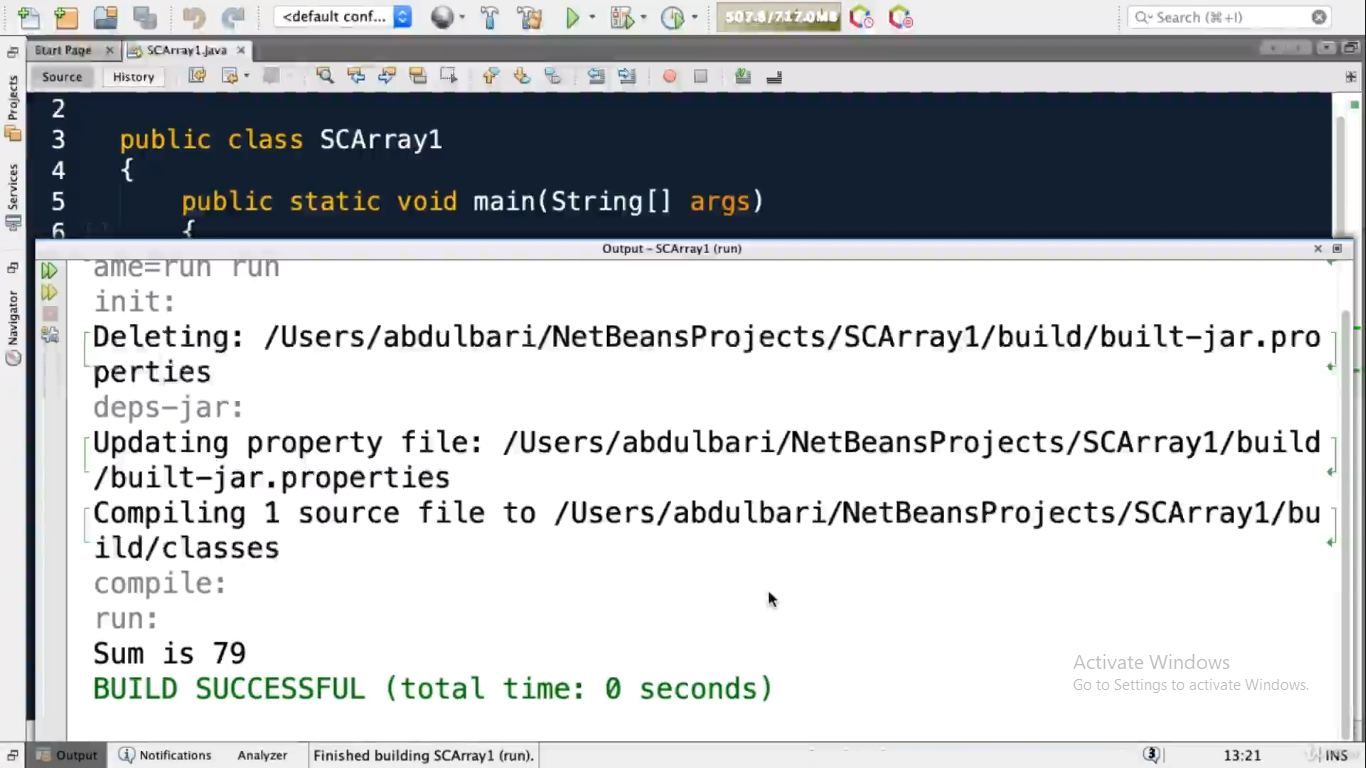 <default conf...
507.8/717.0MB
Search (⌘+I)
Start Page
SCArray1.java
Source
History
Projects
Services
Navigator
2
3 public class SCArray1
4 {
5 public static void main(String[] args)
6 {
Output - SCArray1 (run)
ame=run run
init:
Deleting: /Users/abdulbari/NetBeansProjects/SCArray1/build/built-jar.pro
perties
deps-jar:
Updating property file: /Users/abdulbari/NetBeansProjects/SCArray1/build
/built-jar.properties
Compiling 1 source file to /Users/abdulbari/NetBeansProjects/SCArray1/bu
ild/classes
compile:
run:
Sum is 79
BUILD SUCCESSFUL (total time: 0 seconds)
Activate Windows
Go to Settings to activate Windows.
Output
Notifications
Analyzer
Finished building SCArray1 (run).
3
13:21
INS